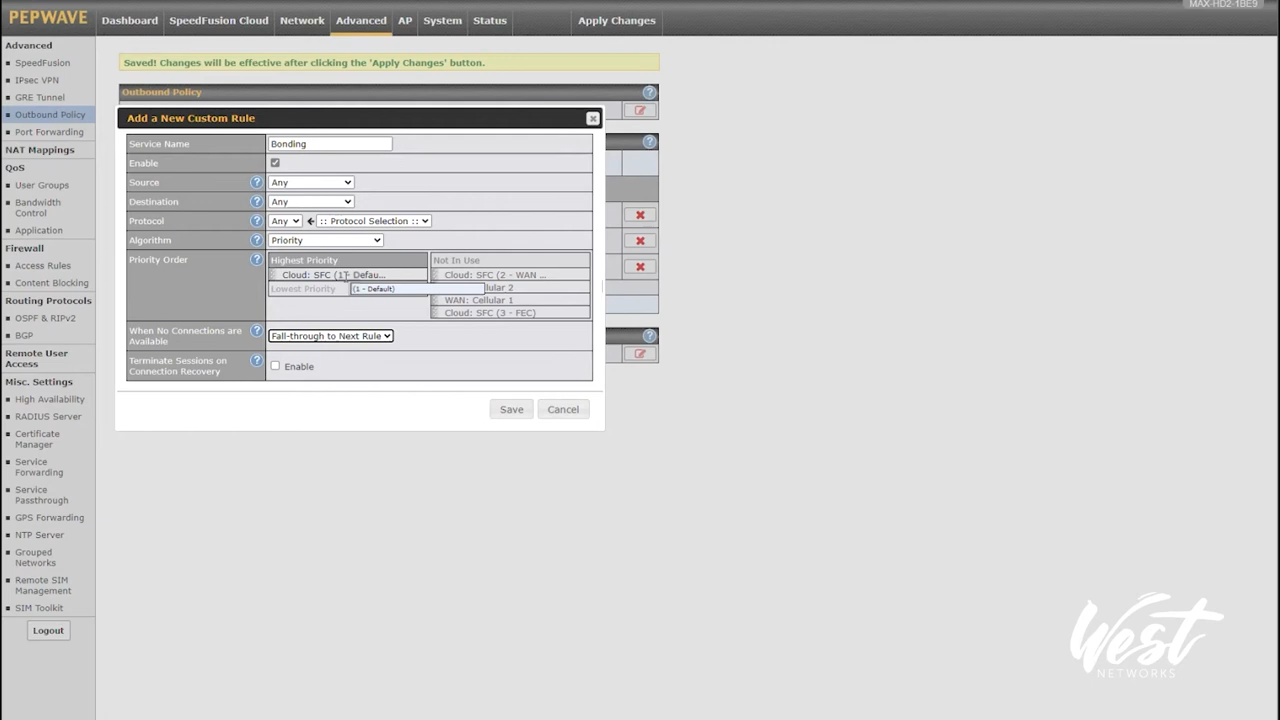 MAX-HD2-1BE9
PEPWAVE
Dashboard
SpeedFusion Cloud
Network
Advanced
AP
System
Status
Apply Changes
Advanced
SpeedFusion
IPsec VPN
GRE Tunnel
Outbound Policy
Port Forwarding
NAT Mappings
QoS
User Groups
Bandwidth
Control
Application
Firewall
Access Rules
Content Blocking
Routing Protocols
OSPF & RIPv2
BGP
Remote User
Access
Misc. Settings
High Availability
RADIUS Server
Certificate
Manager
Service
Forwarding
Service
Passthrough
GPS Forwarding
NTP Server
Grouped
Networks
Remote SIM
Management
SIM Toolkit
Logout
Saved! Changes will be effective after clicking the 'Apply Changes' button.
Outbound Policy
Add a New Custom Rule
Service Name
Bonding
Enable
Source
Any
Destination
Any
Protocol
Any
:: Protocol Selection ::
Algorithm
Priority
Priority Order
Highest Priority
Cloud: SFC (1 - Defau...
Lowest Priority
(1 - Default)
Not In Use
Cloud: SFC (2 - WAN ...
llular 2
WAN: Cellular 1
Cloud: SFC (3 - FEC)
When No Connections are
Available
Fall-through to Next Rule
Terminate Sessions on
Connection Recovery
Enable
Save
Cancel
West
NETWORKS